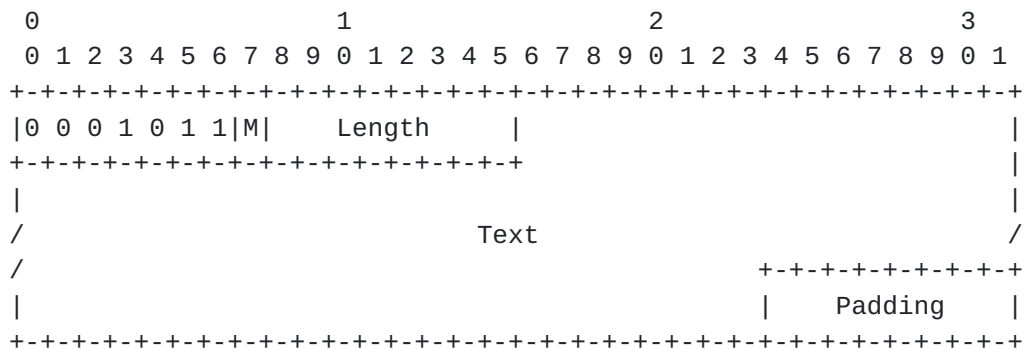 0                   1                   2                   3
 0 1 2 3 4 5 6 7 8 9 0 1 2 3 4 5 6 7 8 9 0 1 2 3 4 5 6 7 8 9 0 1
+-+-+-+-+-+-+-+-+-+-+-+-+-+-+-+-+-+-+-+-+-+-+-+-+-+-+-+-+-+-+-+-+
|0 0 0 1 0 1 1|M|    Length     |                               |
+-+-+-+-+-+-+-+-+-+-+-+-+-+-+-+-+                               |
|                                                               |
/                             Text                              /
/                                               +-+-+-+-+-+-+-+-+
|                                               |    Padding    |
+-+-+-+-+-+-+-+-+-+-+-+-+-+-+-+-+-+-+-+-+-+-+-+-+-+-+-+-+-+-+-+-+